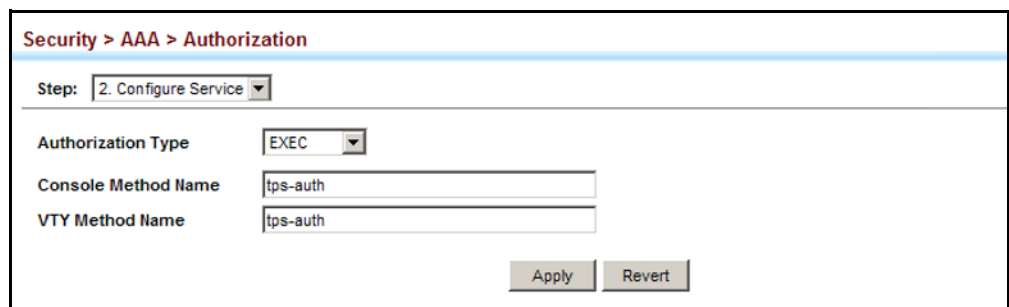 Security > AAA > Authorization
Step: 2. Configure Service
Authorization Type EXEC
Console Method Name tps-auth
VTY Method Name tps-auth
Apply Revert